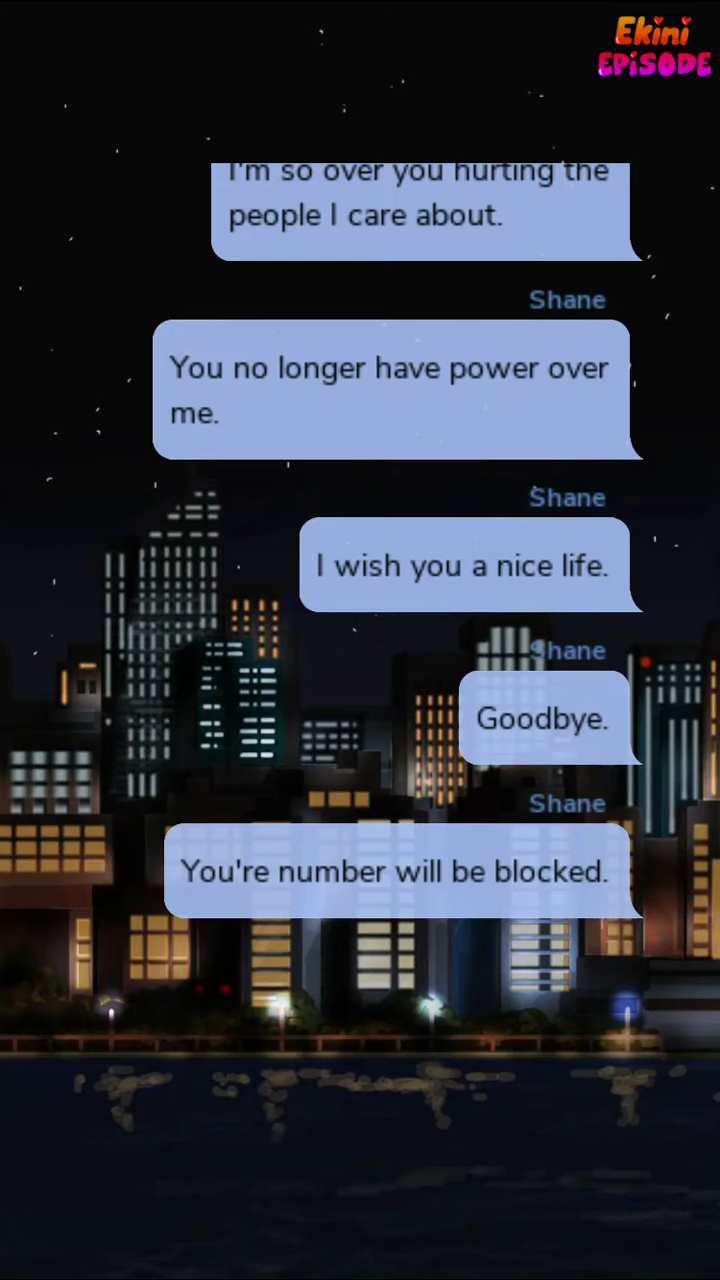 Ekini
EPiSODE
I'm so over you hurting the
people I care about.
Shane
You no longer have power over
me.
Shane
I wish you a nice life.
Shane
Goodbye.
Shane
You're number will be blocked.